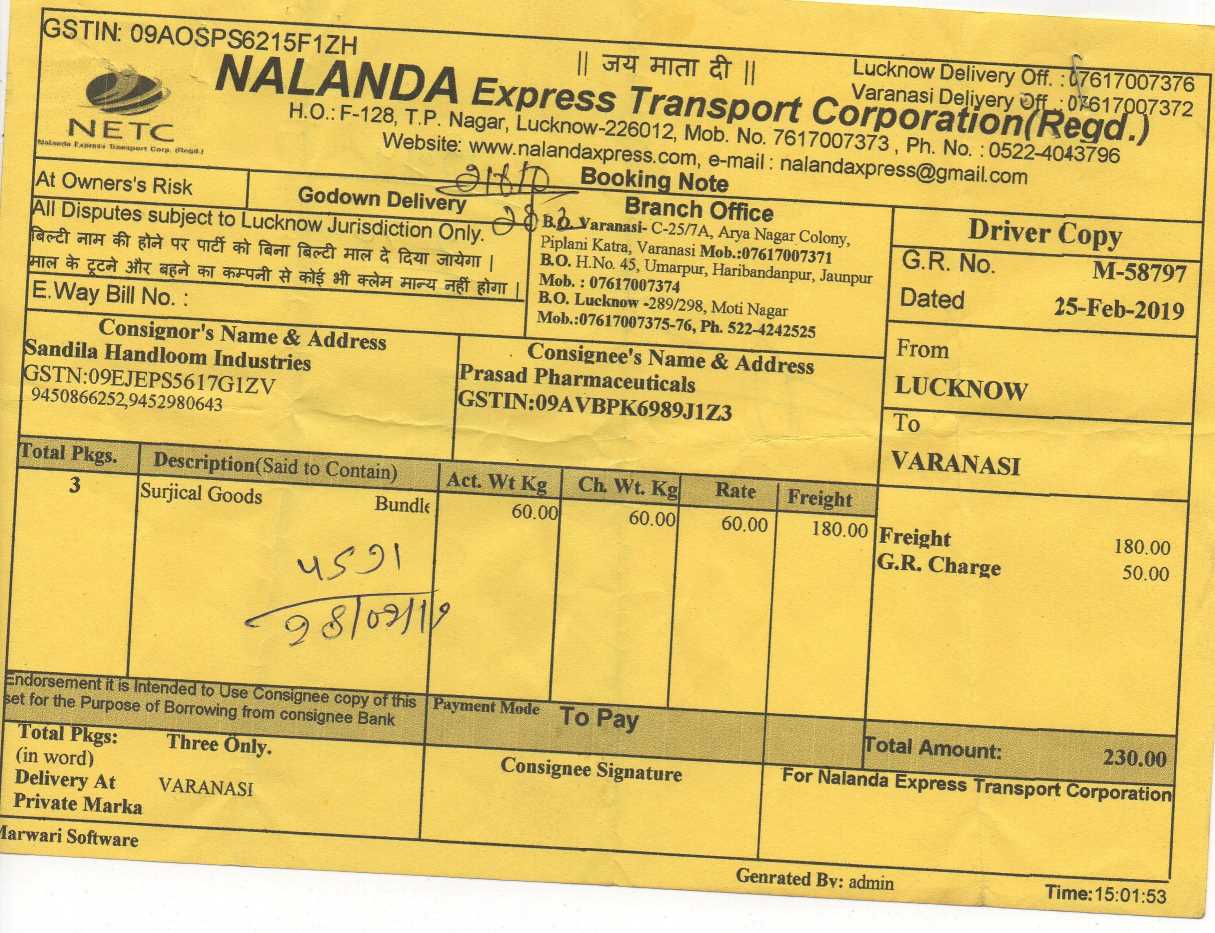 GSTIN: 09AOSPS6215F1ZH
|| जय माता दी ||
Lucknow Delivery Off. : 07617007376
Varanasi Deliyery Off. : 07617007372
NETC
Nalanda Express Transport Corp. (Regd.)
NALANDA Express Transport Corporation(Regd.)
H.O.: F-128, T.P. Nagar, Lucknow-226012, Mob. No. 7617007373 , Ph. No. : 0522-4043796
Website: www.nalandaxpress.com, e-mail : nalandaxpress@gmail.com
Booking Note
At Owners's Risk
Godown Delivery
All Disputes subject to Lucknow Jurisdiction Only.
बिल्टी नाम की होने पर पार्टी को बिना बिल्टी माल दे दिया जायेगा |
माल के टूटने और बहने का कम्पनी से कोई भी क्लेम मान्य नहीं होगा |
E.Way Bill No. :
Branch Office
B.O. Varanasi- C-25/7A, Arya Nagar Colony,
Piplani Katra, Varanasi Mob.:07617007371
B.O. H.No. 45, Umarpur, Haribandanpur, Jaunpur
Mob. : 07617007374
B.O. Lucknow -289/298, Moti Nagar
Mob.:07617007375-76, Ph. 522-4242525
Driver Copy
G.R. No. M-58797
Dated 25-Feb-2019
From
LUCKNOW
To
VARANASI
Consignor's Name & Address
Sandila Handloom Industries
GSTN:09EJEPS5617G1ZV
9450866252,9452980643
Consignee's Name & Address
Prasad Pharmaceuticals
GSTIN:09AVBPK6989J1Z3
Total Pkgs. Description(Said to Contain) Act. Wt Kg Ch. Wt. Kg Rate Freight
3 Surjical Goods Bundle 60.00 60.00 60.00 180.00
Freight 180.00
G.R. Charge 50.00
28/02/19
Endorsement it is Intended to Use Consignee copy of this
set for the Purpose of Borrowing from consignee Bank
Payment Mode To Pay
Total Amount: 230.00
Total Pkgs: Three Only.
(in word)
Delivery At VARANASI
Private Marka
Consignee Signature
For Nalanda Express Transport Corporation
Marwari Software
Genrated By: admin
Time:15:01:53